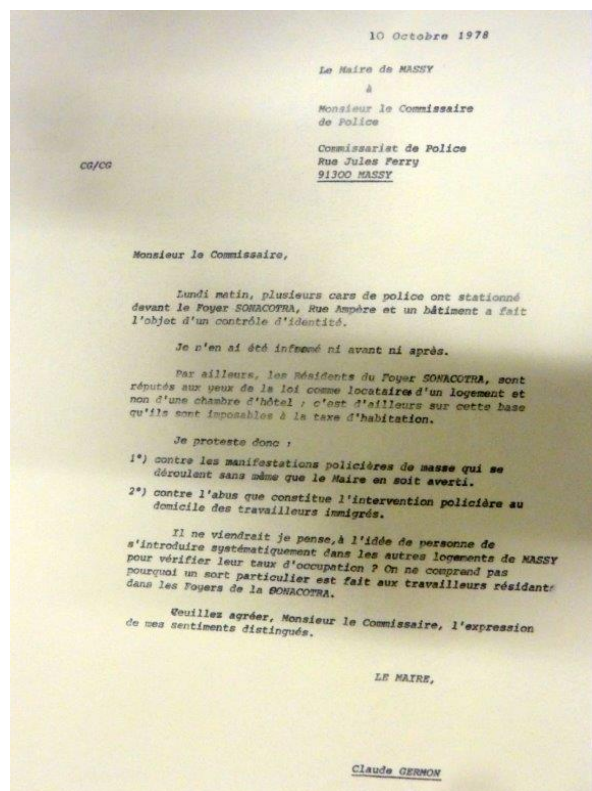 10 Octobre 1978
Le Maire de MASSY
à
Monsieur le Commissaire
de Police
Commissariat de Police
Rue Jules Ferry
91300 MASSY
CG/CG
Monsieur le Commissaire,
Lundi matin, plusieurs cars de police ont stationné
devant le Foyer SONACOTRA, Rue Ampère et un bâtiment a fait
l'objet d'un contrôle d'identité.
Je n'en ai été informé ni avant ni après.
Par ailleurs, les Résidents du Foyer SONACOTRA, sont
réputés aux yeux de la loi comme locataires d'un logement et
non d'une chambre d'hôtel ; c'est d'ailleurs sur cette base
qu'ils sont imposables à la taxe d'habitation.
Je proteste donc :
1°) contre les manifestations policières de masse qui se
déroulent sans même que le Maire en soit averti.
2°) contre l'abus que constitue l'intervention policière au
domicile des travailleurs immigrés.
Il ne viendrait je pense,à l'idée de personne de
s'introduire systématiquement dans les autres logements de MASSY
pour vérifier leur taux d'occupation ? On ne comprend pas
pourquoi un sort particulier est fait aux travailleurs résidants
dans les Foyers de la SONACOTRA.
Veuillez agréer, Monsieur le Commissaire, l'expression
de mes sentiments distingués.
LE MAIRE,
Claude GERMON